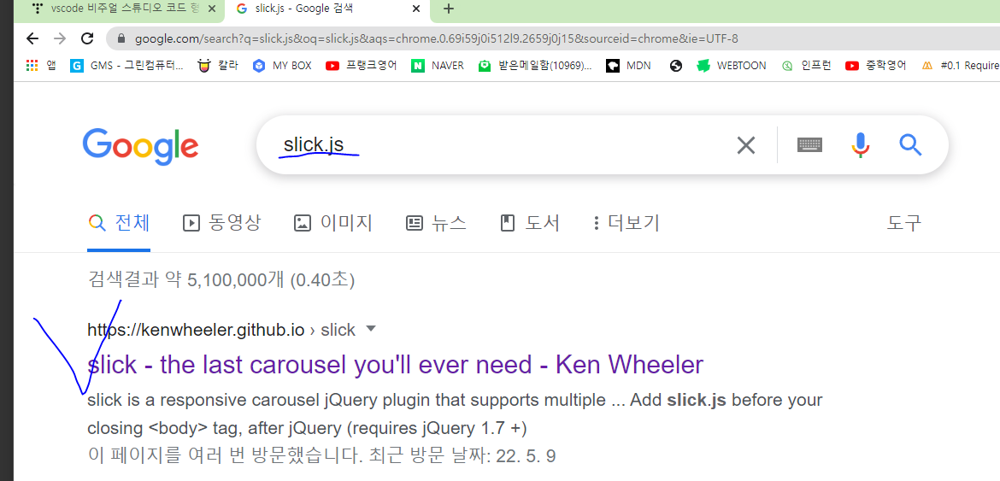 vscode 비주얼 스튜디오 코드 형
slick.js - Google 검색
google.com/search?q=slick.js&oq=slick.js&aqs=chrome.0.69i59j0i512l9.2659j0j15&sourceid=chrome&ie=UTF-8
앱 GMS - 그린컴퓨터... 칼라 MY BOX 프랭크영어 NAVER 받은메일함(10969)... MDN WEBTOON 인프런 중학영어 #0.1 Require
Google
slick.js
전체 동영상 이미지 뉴스 도서 더보기 도구
검색결과 약 5,100,000개 (0.40초)
https://kenwheeler.github.io › slick
slick - the last carousel you'll ever need - Ken Wheeler
slick is a responsive carousel jQuery plugin that supports multiple ... Add slick.js before your
closing <body> tag, after jQuery (requires jQuery 1.7 +)
이 페이지를 여러 번 방문했습니다. 최근 방문 날짜: 22. 5. 9